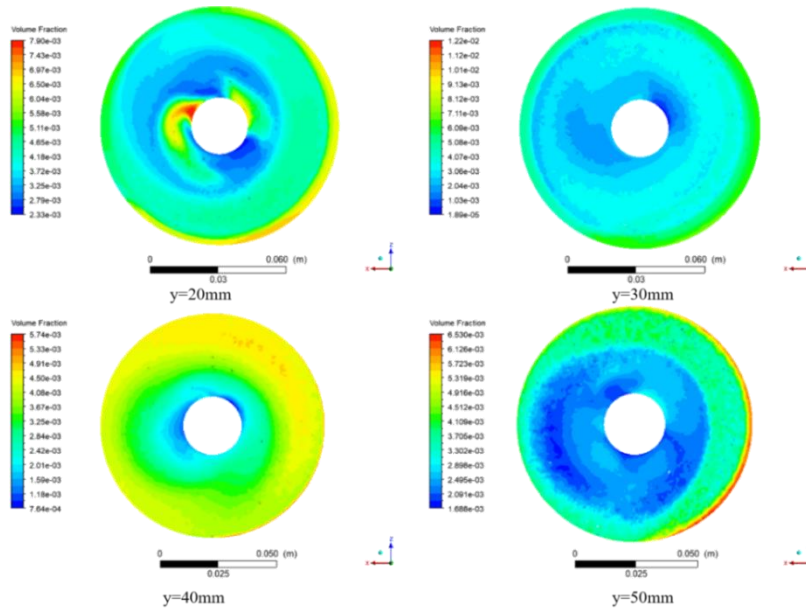 Volume Fraction
7.90e-03
7.43e-03
6.97e-03
6.50e-03
6.04e-03
5.58e-03
5.11e-03
4.65e-03
4.18e-03
3.72e-03
3.25e-03
2.79e-03
2.33e-03
0 0.060 (m)
0.03
Z
X
y=20mm
Volume Fraction
1.22e-02
1.12e-02
1.01e-02
9.13e-03
8.12e-03
7.11e-03
6.09e-03
5.08e-03
4.07e-03
3.06e-03
2.04e-03
1.03e-03
1.89e-05
0 0.060 (m)
0.03
X
y=30mm
Volume Fraction
5.74e-03
5.33e-03
4.91e-03
4.50e-03
4.08e-03
3.67e-03
3.25e-03
2.84e-03
2.42e-03
2.01e-03
1.59e-03
1.18e-03
7.64e-04
0 0.050 (m)
0.025
Z
X
y=40mm
Volume Fraction
6.530e-03
6.126e-03
5.723e-03
5.319e-03
4.916e-03
4.512e-03
4.109e-03
3.705e-03
3.302e-03
2.898e-03
2.495e-03
2.091e-03
1.688e-03
0 0.050 (m)
0.025
X
y=50mm